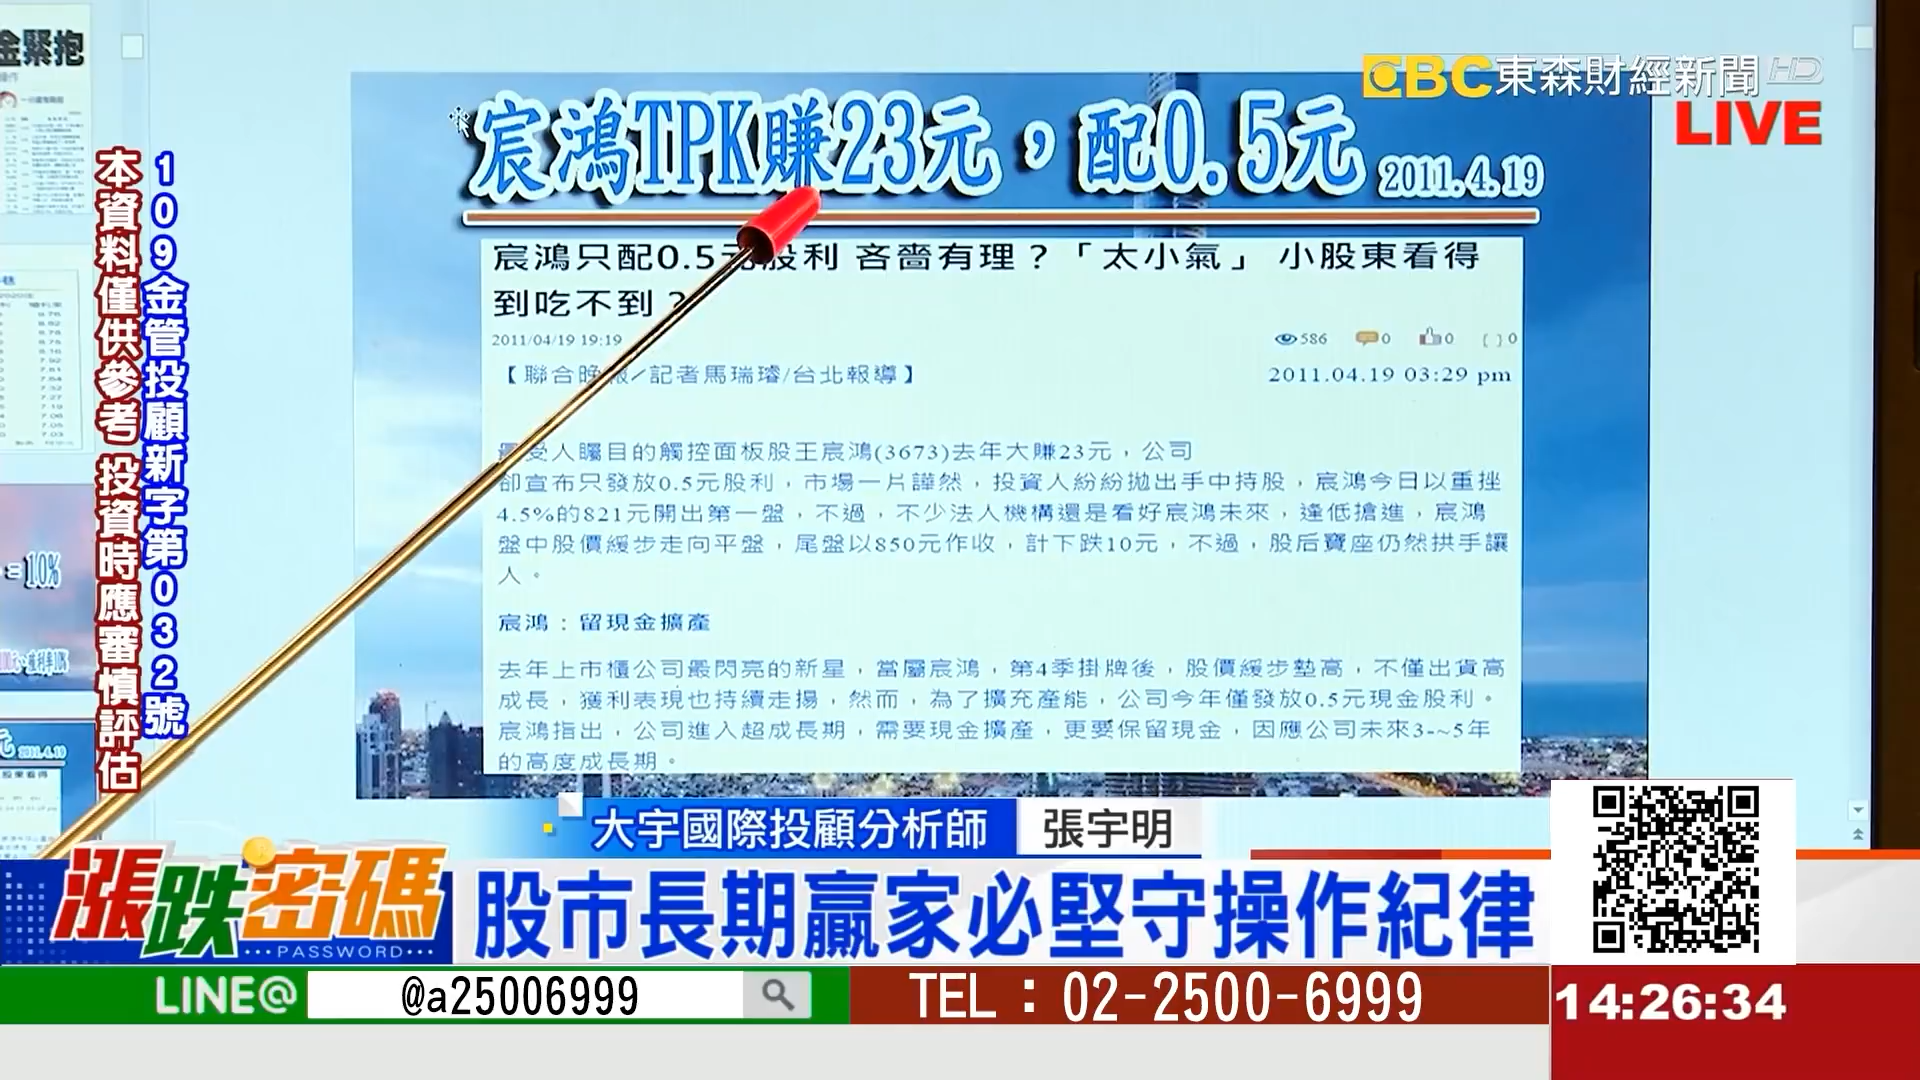 金緊抱
EBC東森財經新聞HD
LIVE
宸鴻TPK賺23元，配0.5元 2011.4.19
宸鴻只配0.5元股利 吝嗇有理？「太小氣」 小股東看得
到吃不到？
2011/04/19 19:19
586 0 0 0
【聯合晚報／記者馬瑞璿/台北報導】
2011.04.19 03:29 pm
最受人矚目的觸控面板股王宸鴻(3673)去年大賺23元，公司
卻宣布只發放0.5元股利，市場一片譁然，投資人紛紛拋出手中持股，宸鴻今日以重挫
4.5%的821元開出第一盤，不過，不少法人機構還是看好宸鴻未來，逢低搶進，宸鴻
盤中股價緩步走向平盤，尾盤以850元作收，計下跌10元，不過，股后寶座仍然拱手讓
人。
宸鴻：留現金擴產
去年上市櫃公司最閃亮的新星，當屬宸鴻，第4季掛牌後，股價緩步墊高，不僅出貨高
成長，獲利表現也持續走揚，然而，為了擴充產能，公司今年僅發放0.5元現金股利。
宸鴻指出，公司進入超成長期，需要現金擴產，更要保留現金，因應公司未來3-~5年
的高度成長期。
109金管投顧新字第032號
本資料僅供參考 投資時應審慎評估
=10%
大宇國際投顧分析師 張宇明
漲跌密碼
PASSWORD
股市長期贏家必堅守操作紀律
LINE@ @a25006999
TEL：02-2500-6999
14:26:34